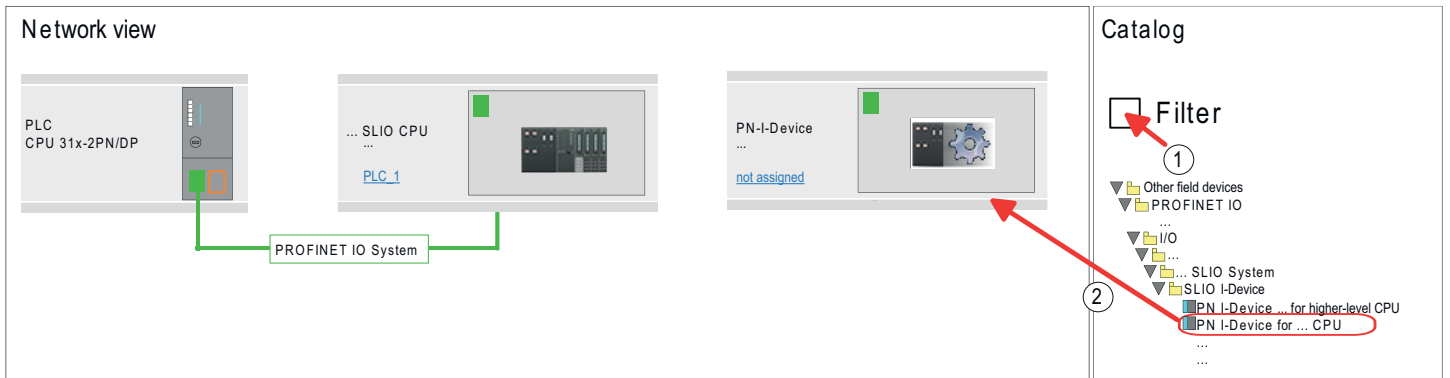 Network view
PLC
CPU 31x-2PN/DP
... SLIO CPU
...
PLC_1
PROFINET IO System
PN-I-Device
...
not assigned
Catalog
Filter
1
Other field devices
PROFINET IO
...
I/O
...
... SLIO System
SLIO I-Device
PN I-Device ... for higher-level CPU
PN I-Device for ... CPU
...
...
2